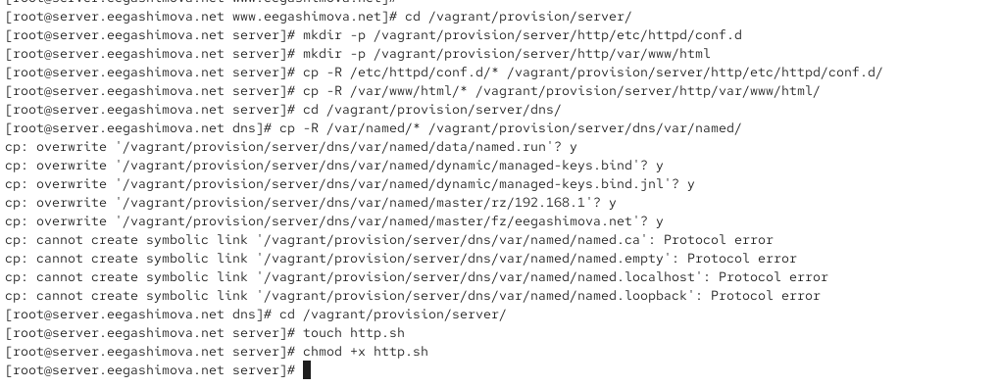 [root@server.eegashimova.net www.eegashimova.net]# cd /vagrant/provision/server/
[root@server.eegashimova.net server]# mkdir -p /vagrant/provision/server/http/etc/httpd/conf.d
[root@server.eegashimova.net server]# mkdir -p /vagrant/provision/server/http/var/www/html
[root@server.eegashimova.net server]# cp -R /etc/httpd/conf.d/* /vagrant/provision/server/http/etc/httpd/conf.d/
[root@server.eegashimova.net server]# cp -R /var/www/html/* /vagrant/provision/server/http/var/www/html/
[root@server.eegashimova.net server]# cd /vagrant/provision/server/dns/
[root@server.eegashimova.net dns]# cp -R /var/named/* /vagrant/provision/server/dns/var/named/
cp: overwrite '/vagrant/provision/server/dns/var/named/data/named.run'? y
cp: overwrite '/vagrant/provision/server/dns/var/named/dynamic/managed-keys.bind'? y
cp: overwrite '/vagrant/provision/server/dns/var/named/dynamic/managed-keys.bind.jnl'? y
cp: overwrite '/vagrant/provision/server/dns/var/named/master/rz/192.168.1'? y
cp: overwrite '/vagrant/provision/server/dns/var/named/master/fz/eegashimova.net'? y
cp: cannot create symbolic link '/vagrant/provision/server/dns/var/named/named.ca': Protocol error
cp: cannot create symbolic link '/vagrant/provision/server/dns/var/named/named.empty': Protocol error
cp: cannot create symbolic link '/vagrant/provision/server/dns/var/named/named.localhost': Protocol error
cp: cannot create symbolic link '/vagrant/provision/server/dns/var/named/named.loopback': Protocol error
[root@server.eegashimova.net dns]# cd /vagrant/provision/server/
[root@server.eegashimova.net server]# touch http.sh
[root@server.eegashimova.net server]# chmod +x http.sh
[root@server.eegashimova.net server]#